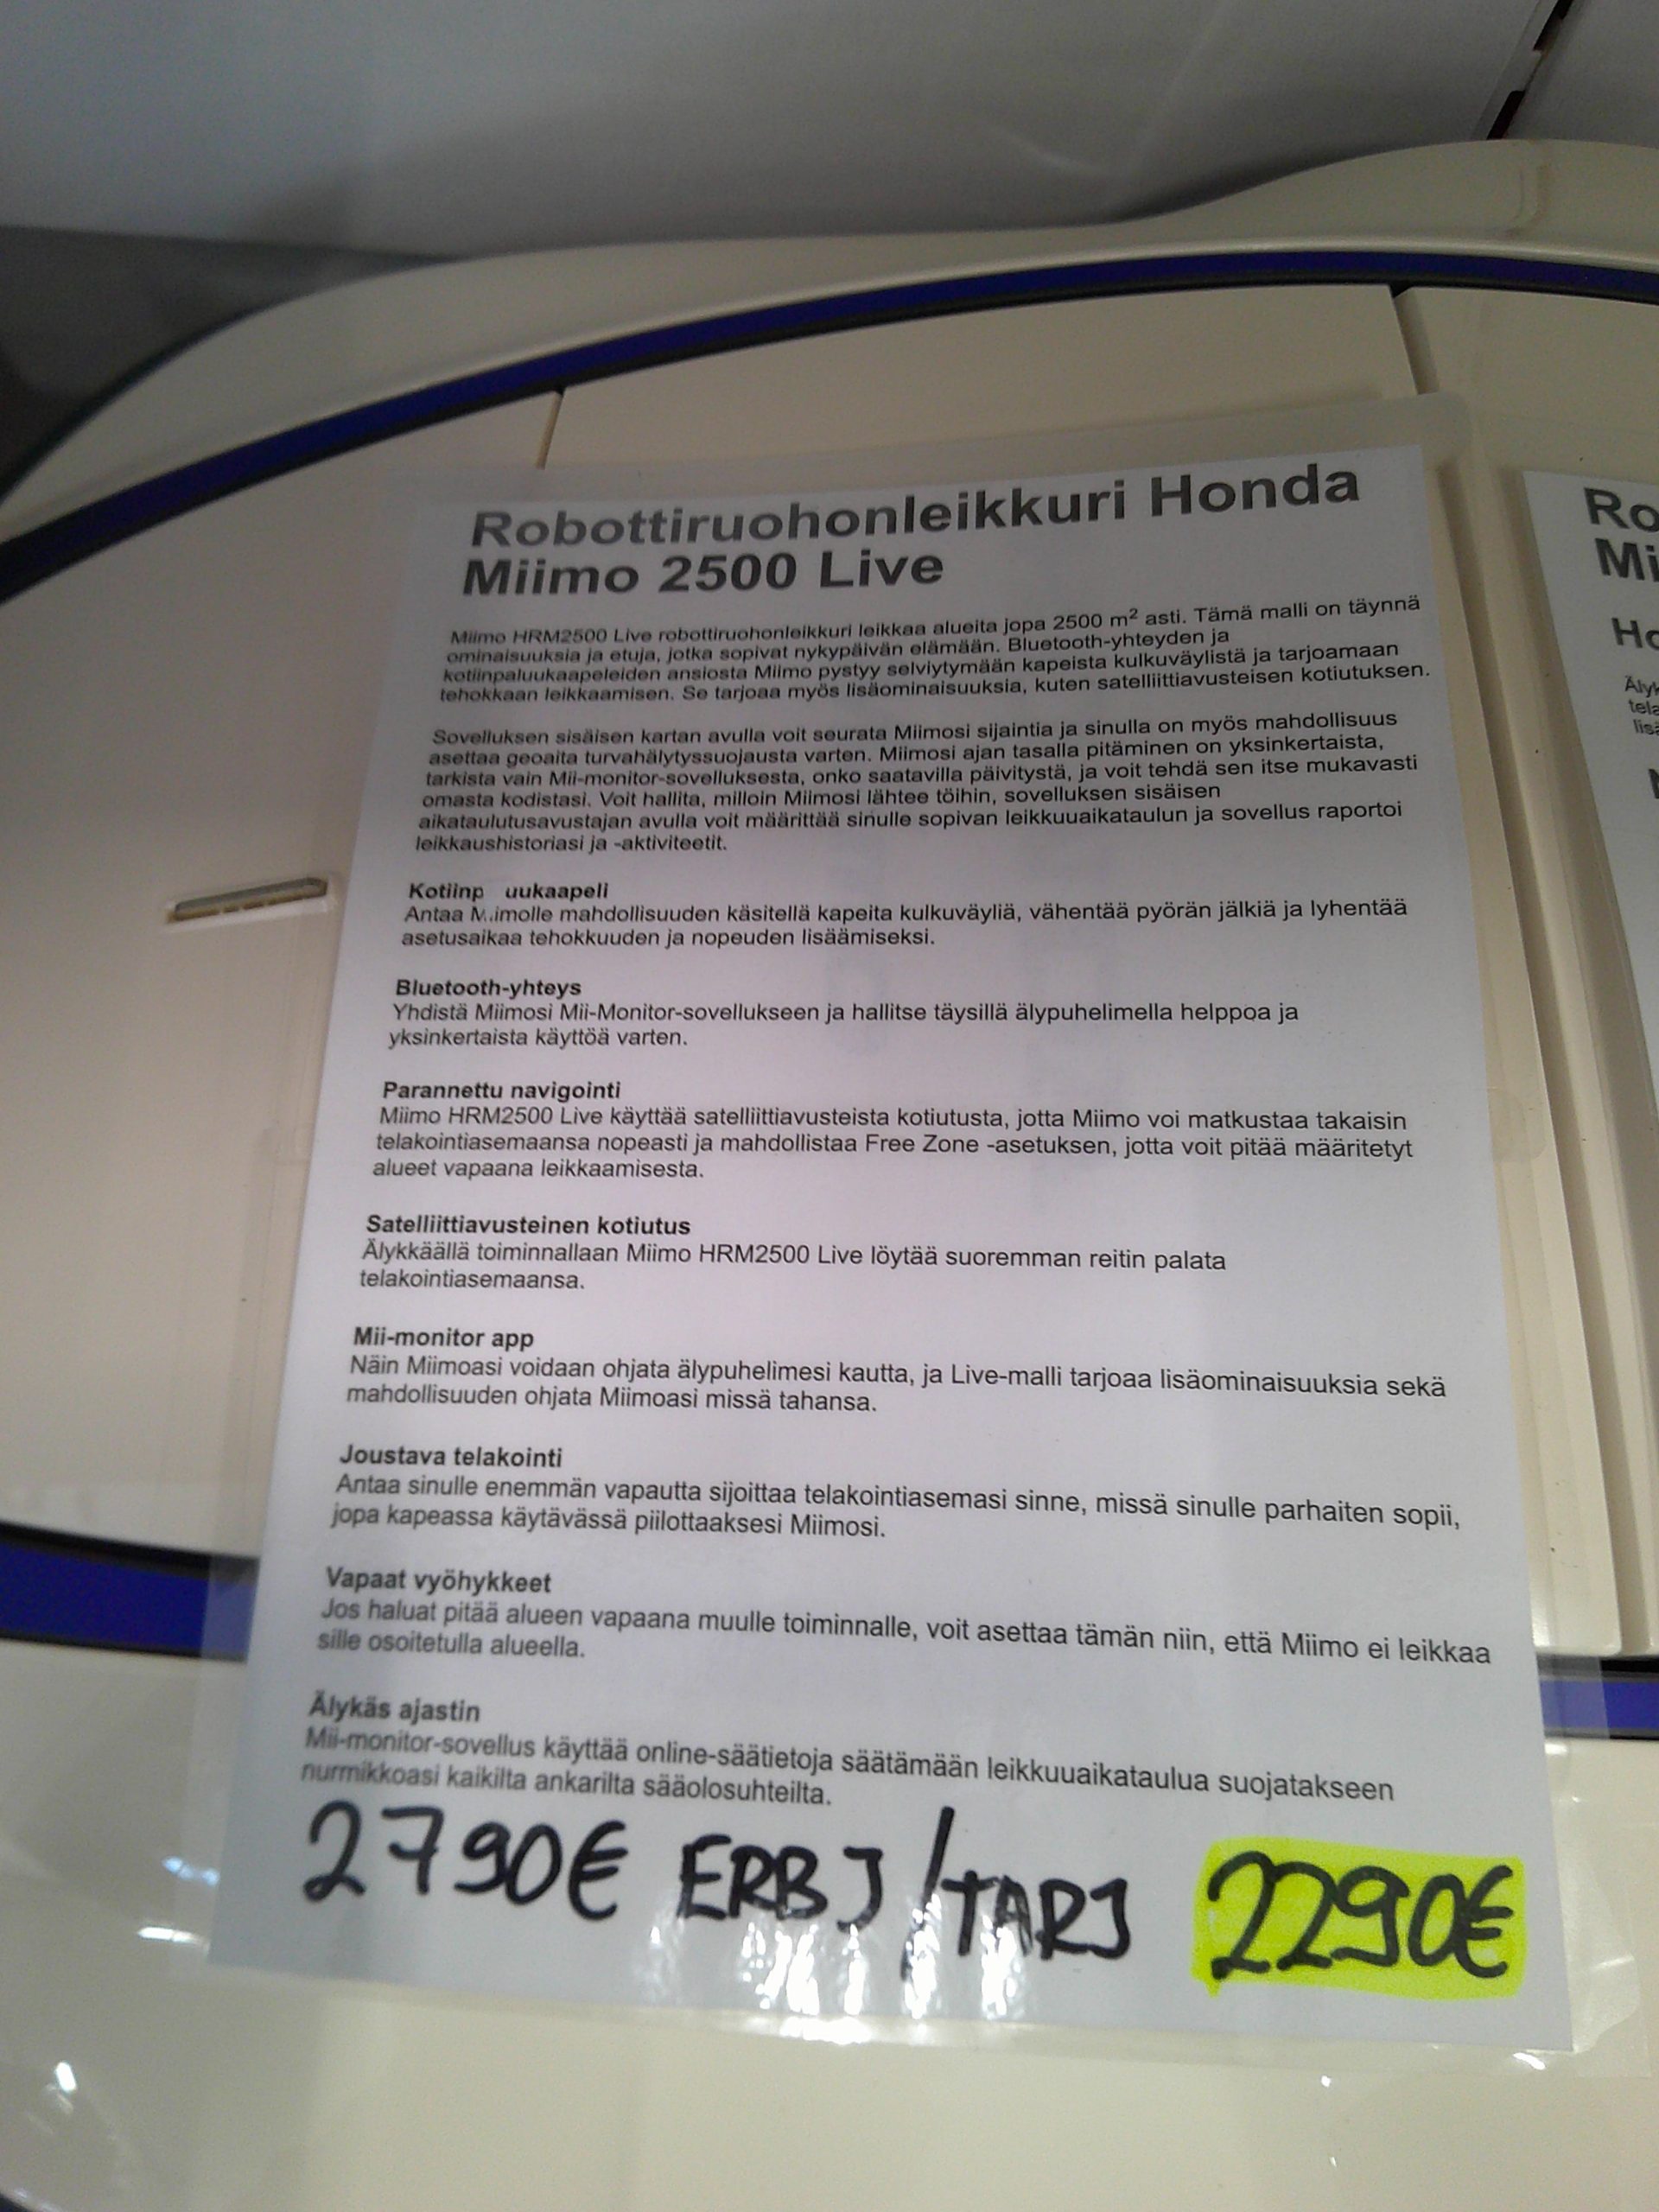 Robottiruohonleikkuri Honda
Miimo 2500 Live
Miimo HRM2500 Live robottiruohonleikkuri leikkaa alueita jopa 2500 m² asti. Tämä malli on täynnä
ominaisuuksia ja etuja, jotka sopivat nykypäivän elämään. Bluetooth-yhteyden ja
kotiinpaluukaapeleiden ansiosta Miimo pystyy selviytymään kapeista kulkuväylistä ja tarjoamaan
tehokkaan leikkaamisen. Se tarjoaa myös lisäominaisuuksia, kuten satelliittiavusteisen kotiutuksen.
Sovelluksen sisäisen kartan avulla voit seurata Miimosi sijaintia ja sinulla on myös mahdollisuus
asettaa geoaita turvahälytyssuojausta varten. Miimosi ajan tasalla pitäminen on yksinkertaista,
tarkista vain Mii-monitor-sovelluksesta, onko saatavilla päivitystä, ja voit tehdä sen itse mukavasti
omasta kodistasi. Voit hallita, milloin Miimosi lähtee töihin, sovelluksen sisäisen
aikataulutusavustajan avulla voit määrittää sinulle sopivan leikkuuaikataulun ja sovellus raportoi
leikkaushistoriasi ja -aktiviteetit.
Kotiinp uukaapeli
Antaa M..imolle mahdollisuuden käsitellä kapeita kulkuväyliä, vähentää pyörän jälkiä ja lyhentää
asetusaikaa tehokkuuden ja nopeuden lisäämiseksi.
Bluetooth-yhteys
Yhdistä Miimosi Mii-Monitor-sovellukseen ja hallitse täysillä älypuhelimella helppoa ja
yksinkertaista käyttöä varten.
Parannettu navigointi
Miimo HRM2500 Live käyttää satelliittiavusteista kotiutusta, jotta Miimo voi matkustaa takaisin
telakointiasemaansa nopeasti ja mahdollistaa Free Zone -asetuksen, jotta voit pitää määritetyt
alueet vapaana leikkaamisesta.
Satelliittiavusteinen kotiutus
Älykkäällä toiminnallaan Miimo HRM2500 Live löytää suoremman reitin palata
telakointiasemaansa.
Mii-monitor app
Näin Miimoasi voidaan ohjata älypuhelimesi kautta, ja Live-malli tarjoaa lisäominaisuuksia sekä
mahdollisuuden ohjata Miimoasi missä tahansa.
Joustava telakointi
Antaa sinulle enemmän vapautta sijoittaa telakointiasemasi sinne, missä sinulle parhaiten sopii,
jopa kapeassa käytävässä piilottaaksesi Miimosi.
Vapaat vyöhykkeet
Jos haluat pitää alueen vapaana muulle toiminnalle, voit asettaa tämän niin, että Miimo ei leikkaa
sille osoitetulla alueella.
Älykäs ajastin
Mii-monitor-sovellus käyttää online-säätietoja säätämään leikkuuaikataulua suojatakseen
nurmikkoasi kaikilta ankarilta sääolosuhteilta.
2790€ ERBJ/TARJ 2290€
Ro
Mi
Ho
Äly
tela
lisä